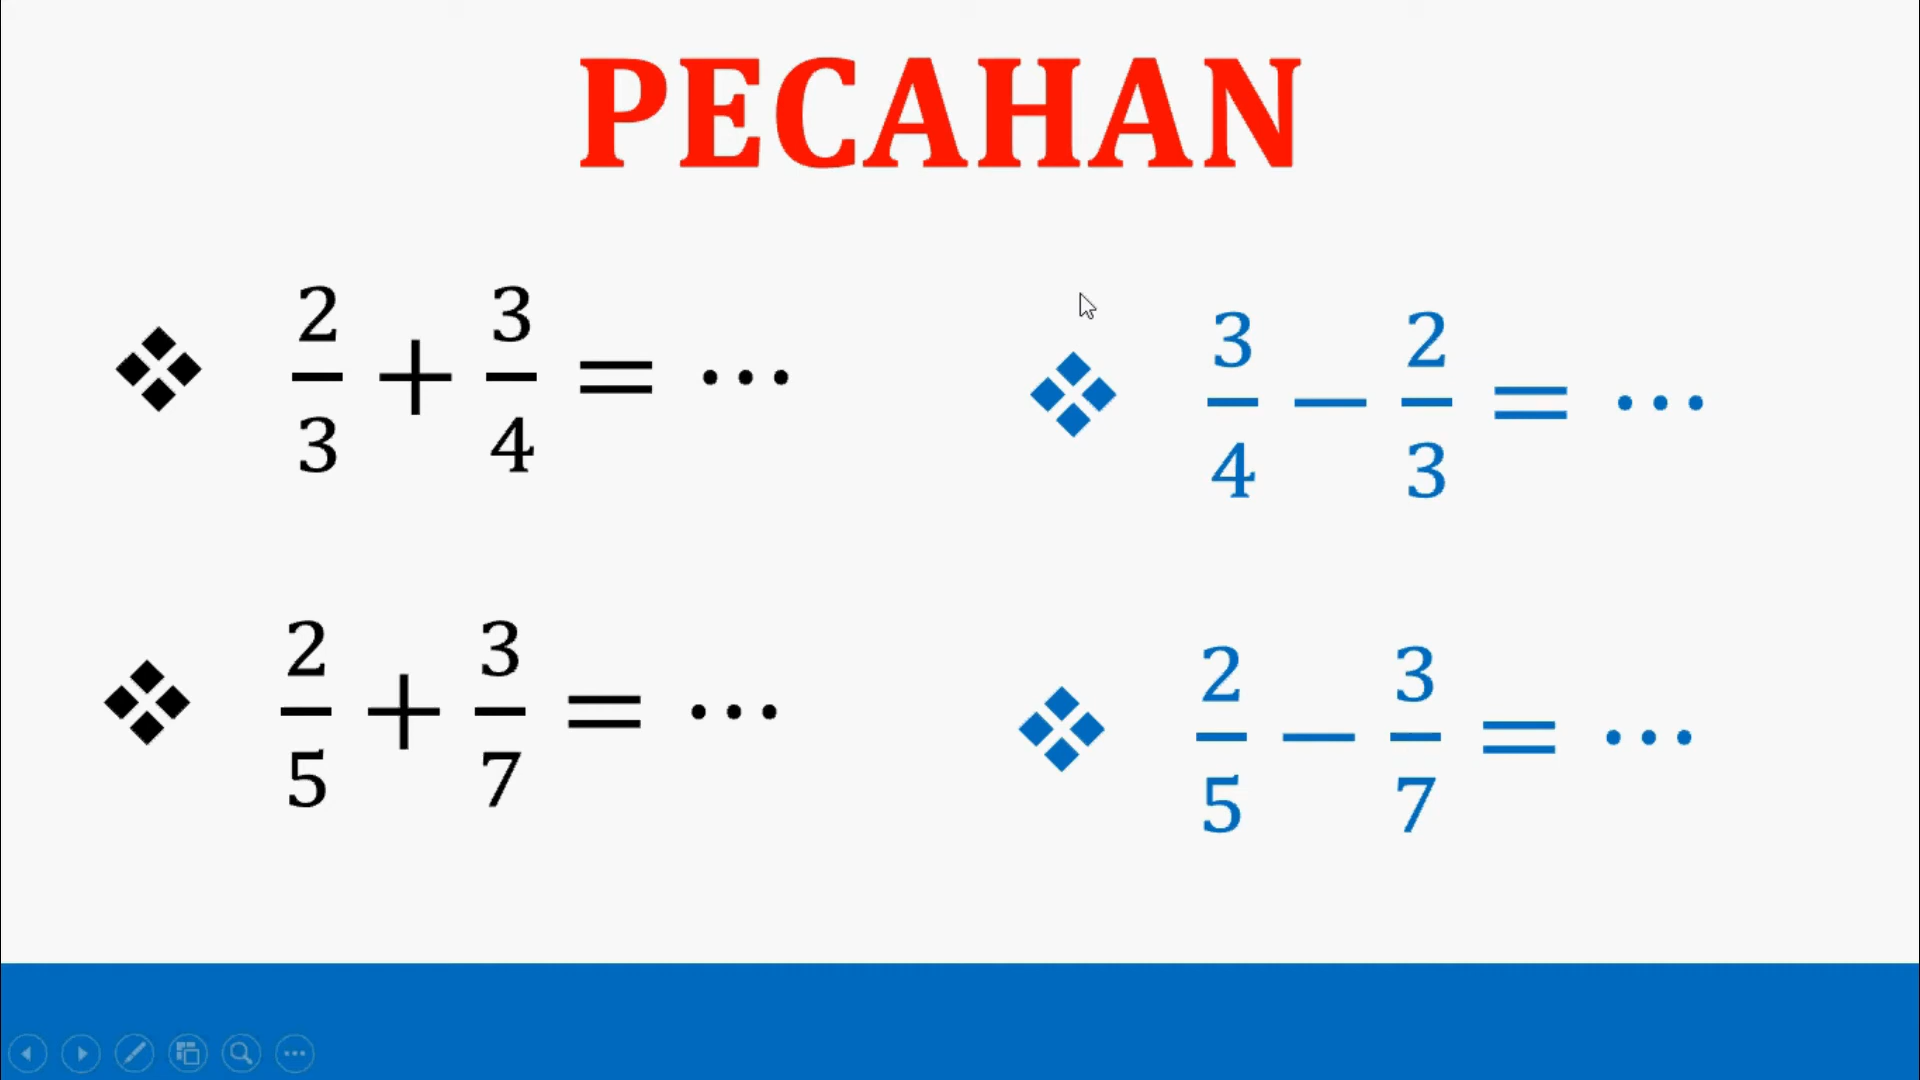 PECAHAN
❖ 2/3 + 3/4 = ⋯
❖ 3/4 − 2/3 = ⋯
❖ 2/5 + 3/7 = ⋯
❖ 2/5 − 3/7 = ⋯